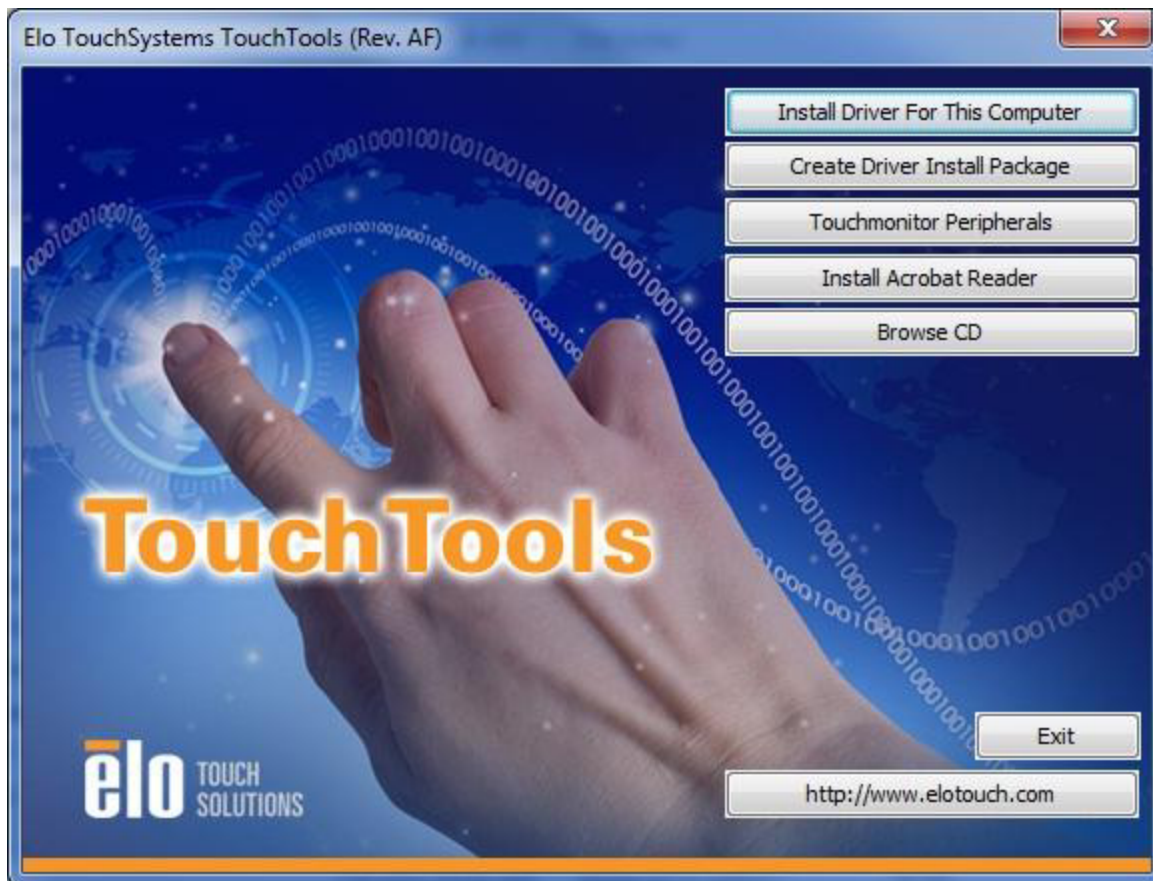 Elo TouchSystems TouchTools (Rev. AF)
Install Driver For This Computer
Create Driver Install Package
Touchmonitor Peripherals
Install Acrobat Reader
Browse CD
TouchTools
elo TOUCH
SOLUTIONS
Exit
http://www.elotouch.com